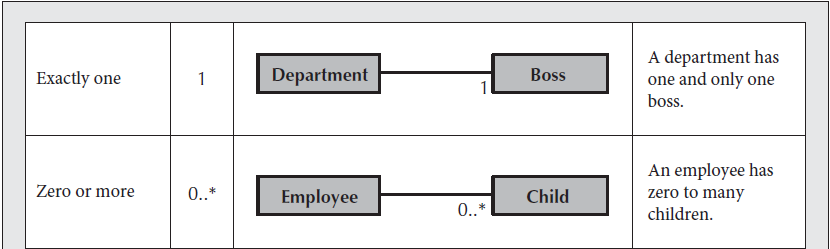 Exactly one
1
Department
1
Boss
A department has
one and only one
boss.
Zero or more
0..*
Employee
0..*
Child
An employee has
zero to many
children.